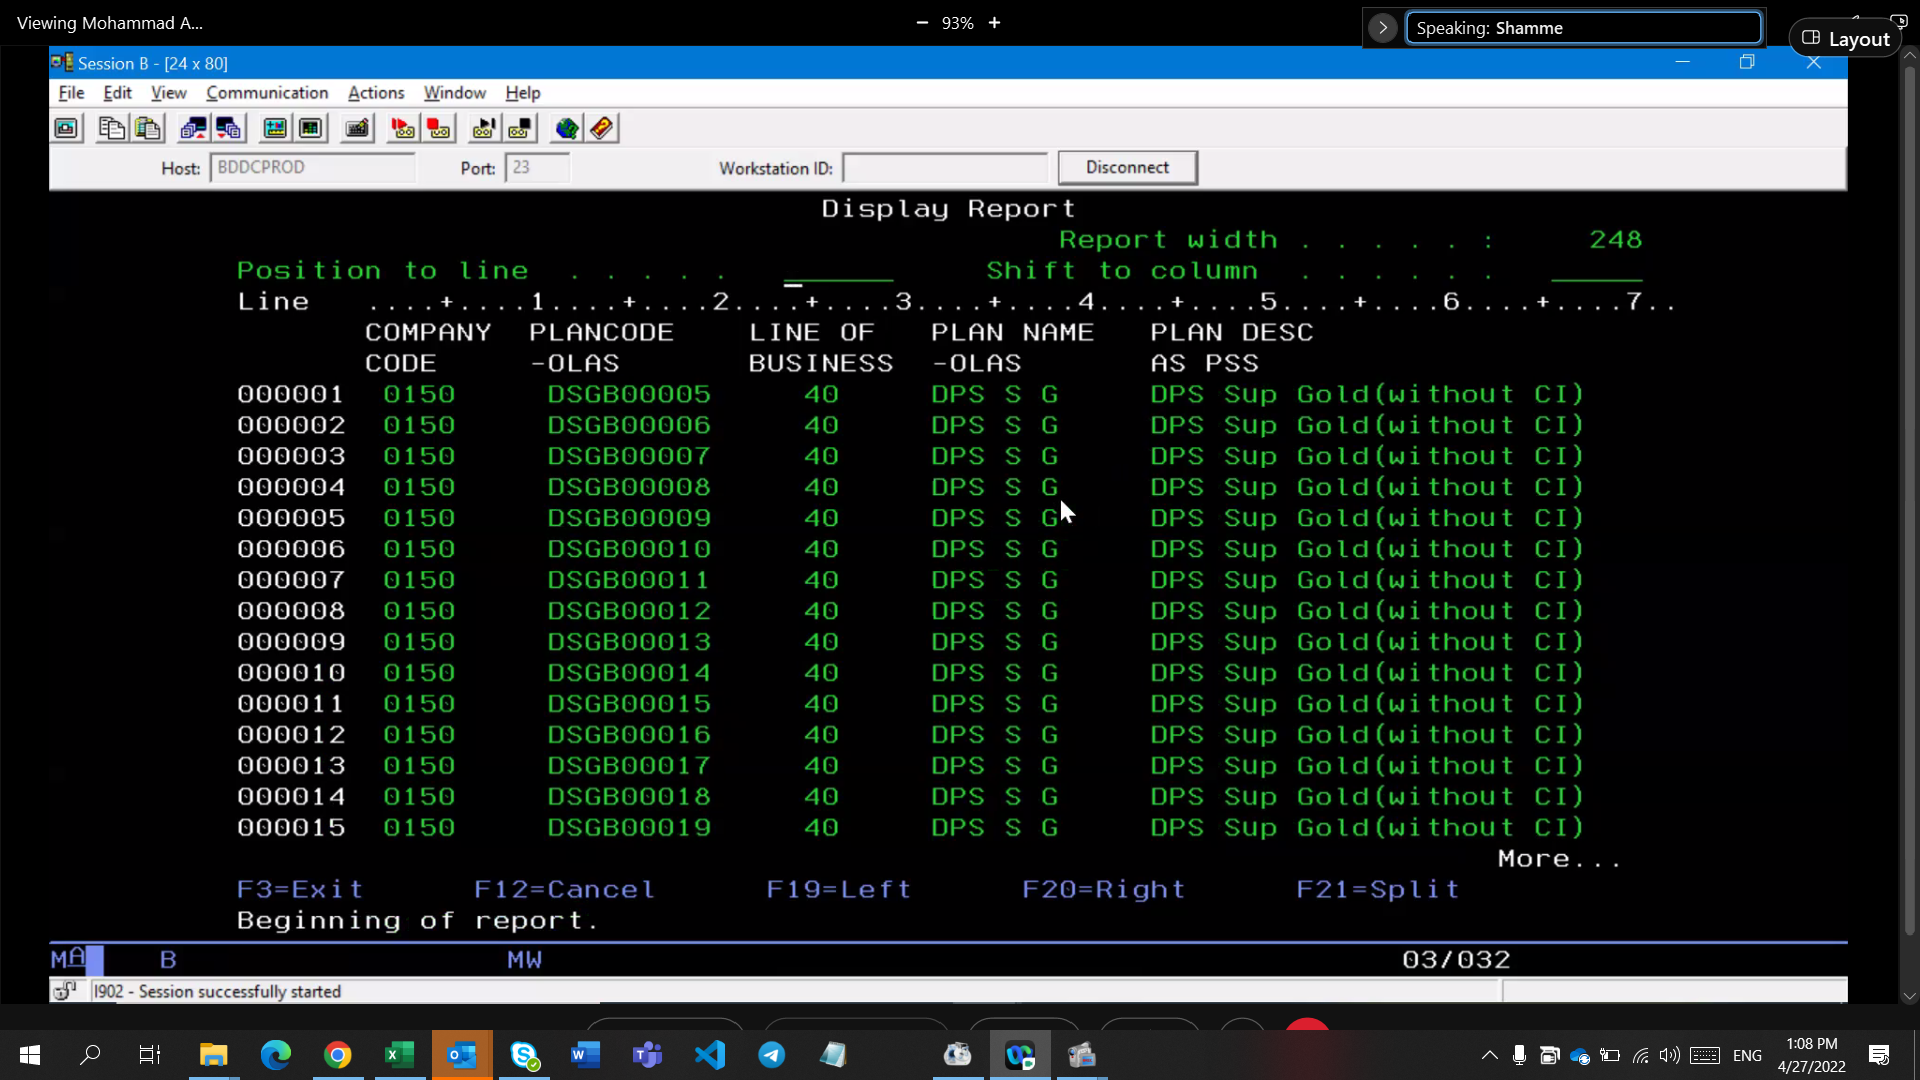 Viewing Mohammad A...
93%
Speaking: Shamme
Layout
Session B - [24 x 80]
File Edit View Communication Actions Window Help
Host: BDDCPROD Port: 23 Workstation ID: Disconnect
Display Report
Report width . . . . . : 248
Position to line . . . . . Shift to column . . . . . .
Line ....+....1....+....2....+....3....+....4....+....5....+....6....+....7..
COMPANY PLANCODE LINE OF PLAN NAME PLAN DESC
CODE -OLAS BUSINESS -OLAS AS PSS
000001 0150 DSGB00005 40 DPS S G DPS Sup Gold(without CI)
000002 0150 DSGB00006 40 DPS S G DPS Sup Gold(without CI)
000003 0150 DSGB00007 40 DPS S G DPS Sup Gold(without CI)
000004 0150 DSGB00008 40 DPS S G DPS Sup Gold(without CI)
000005 0150 DSGB00009 40 DPS S G DPS Sup Gold(without CI)
000006 0150 DSGB00010 40 DPS S G DPS Sup Gold(without CI)
000007 0150 DSGB00011 40 DPS S G DPS Sup Gold(without CI)
000008 0150 DSGB00012 40 DPS S G DPS Sup Gold(without CI)
000009 0150 DSGB00013 40 DPS S G DPS Sup Gold(without CI)
000010 0150 DSGB00014 40 DPS S G DPS Sup Gold(without CI)
000011 0150 DSGB00015 40 DPS S G DPS Sup Gold(without CI)
000012 0150 DSGB00016 40 DPS S G DPS Sup Gold(without CI)
000013 0150 DSGB00017 40 DPS S G DPS Sup Gold(without CI)
000014 0150 DSGB00018 40 DPS S G DPS Sup Gold(without CI)
000015 0150 DSGB00019 40 DPS S G DPS Sup Gold(without CI)
More...
F3=Exit F12=Cancel F19=Left F20=Right F21=Split
Beginning of report.
MA B MW 03/032
I902 - Session successfully started
ENG
1:08 PM
4/27/2022